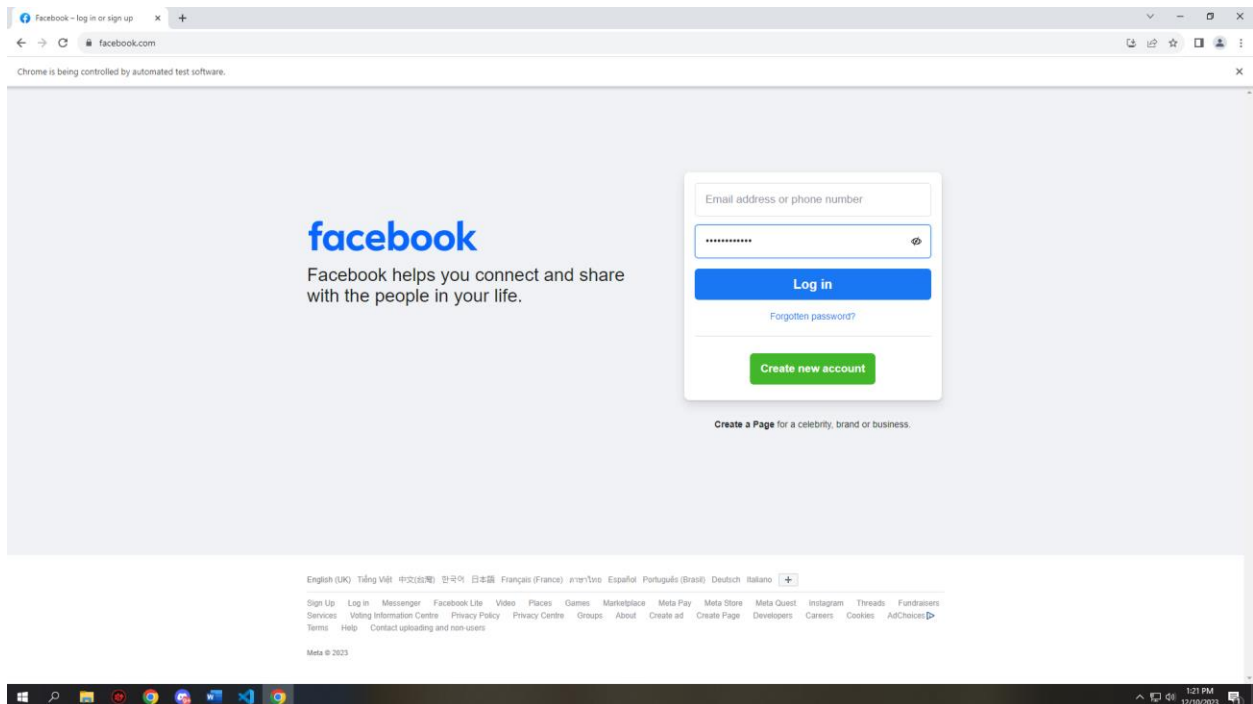 Facebook – log in or sign up
facebook.com
Chrome is being controlled by automated test software.
facebook
Facebook helps you connect and share
with the people in your life.
Email address or phone number
••••••••••••
Log in
Forgotten password?
Create new account
Create a Page for a celebrity, brand or business.
English (UK) Tiếng Việt 中文(台灣) 한국어 日本語 Français (France) ภาษาไทย Español Português (Brasil) Deutsch Italiano +
Sign Up Log in Messenger Facebook Lite Video Places Games Marketplace Meta Pay Meta Store Meta Quest Instagram Threads Fundraisers
Services Voting Information Centre Privacy Policy Privacy Centre Groups About Create ad Create Page Developers Careers Cookies AdChoices
Terms Help Contact uploading and non-users
Meta © 2023
1:21 PM
12/10/2023